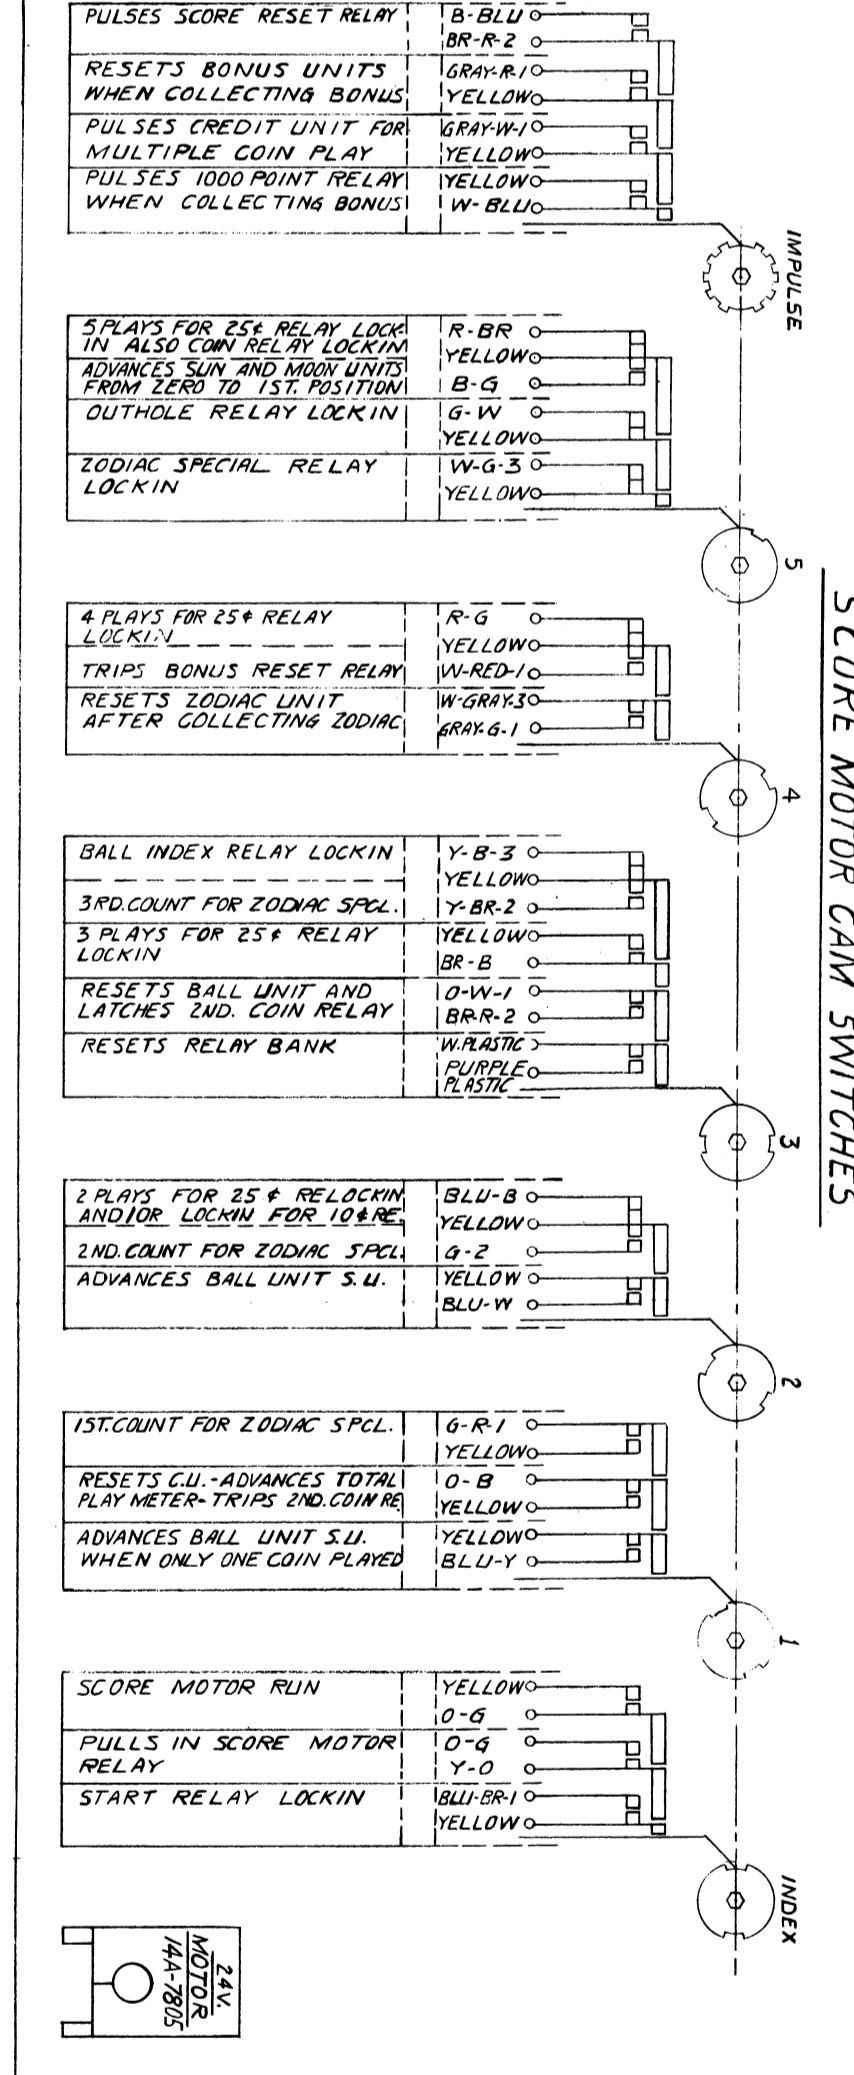 SCORE MOTOR CAM SWITCHES
PULSES SCORE RESET RELAY
B-BLU
BR-R-2
RESETS BONUS UNITS
WHEN COLLECTING BONUS
GRAY-R-1
YELLOW
PULSES CREDIT UNIT FOR
MULTIPLE COIN PLAY
GRAY-W-1
YELLOW
PULSES 1000 POINT RELAY
WHEN COLLECTING BONUS
YELLOW
W-BLU
IMPULSE
5 PLAYS FOR 25¢ RELAY LOCK-
IN ALSO COIN RELAY LOCKIN
R-BR
YELLOW
ADVANCES SUN AND MOON UNITS
FROM ZERO TO 1ST. POSITION
B-G
OUTHOLE RELAY LOCKIN
G-W
YELLOW
ZODIAC SPECIAL RELAY
LOCKIN
W-G-3
YELLOW
5
4 PLAYS FOR 25¢ RELAY
LOCKIN
R-G
YELLOW
TRIPS BONUS RESET RELAY
W-RED-1
RESETS ZODIAC UNIT
AFTER COLLECTING ZODIAC
W-GRAY-3
GRAY-G-1
4
BALL INDEX RELAY LOCKIN
Y-B-3
YELLOW
3RD. COUNT FOR ZODIAC SPCL.
Y-BR-2
3 PLAYS FOR 25¢ RELAY
LOCKIN
YELLOW
BR-B
RESETS BALL UNIT AND
LATCHES 2ND. COIN RELAY
O-W-1
BR-R-2
RESETS RELAY BANK
W.PLASTIC
PURPLE
PLASTIC
3
2 PLAYS FOR 25¢ RELOCKIN
AND/OR LOCKIN FOR 10¢ RE.
BLU-B
YELLOW
2ND. COUNT FOR ZODIAC SPCL.
G-2
ADVANCES BALL UNIT S.U.
YELLOW
BLU-W
2
1ST. COUNT FOR ZODIAC SPCL.
G-R-1
YELLOW
RESETS C.U.-ADVANCES TOTAL
PLAY METER-TRIPS 2ND. COIN RE
O-B
YELLOW
ADVANCES BALL UNIT S.U.
WHEN ONLY ONE COIN PLAYED
YELLOW
BLU-Y
1
SCORE MOTOR RUN
YELLOW
O-G
PULLS IN SCORE MOTOR
RELAY
O-G
Y-O
START RELAY LOCKIN
BLU-BR-1
YELLOW
INDEX
24V.
MOTOR
14A-7805